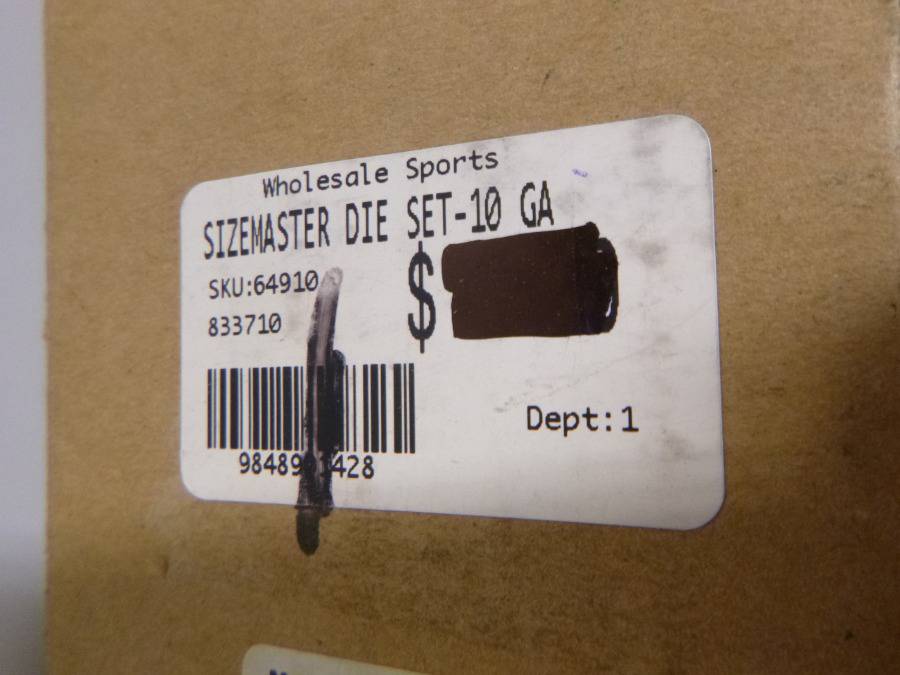 Wholesale Sports
SIZEMASTER DIE SET-10 GA
SKU:64910
$
833710
Dept:1